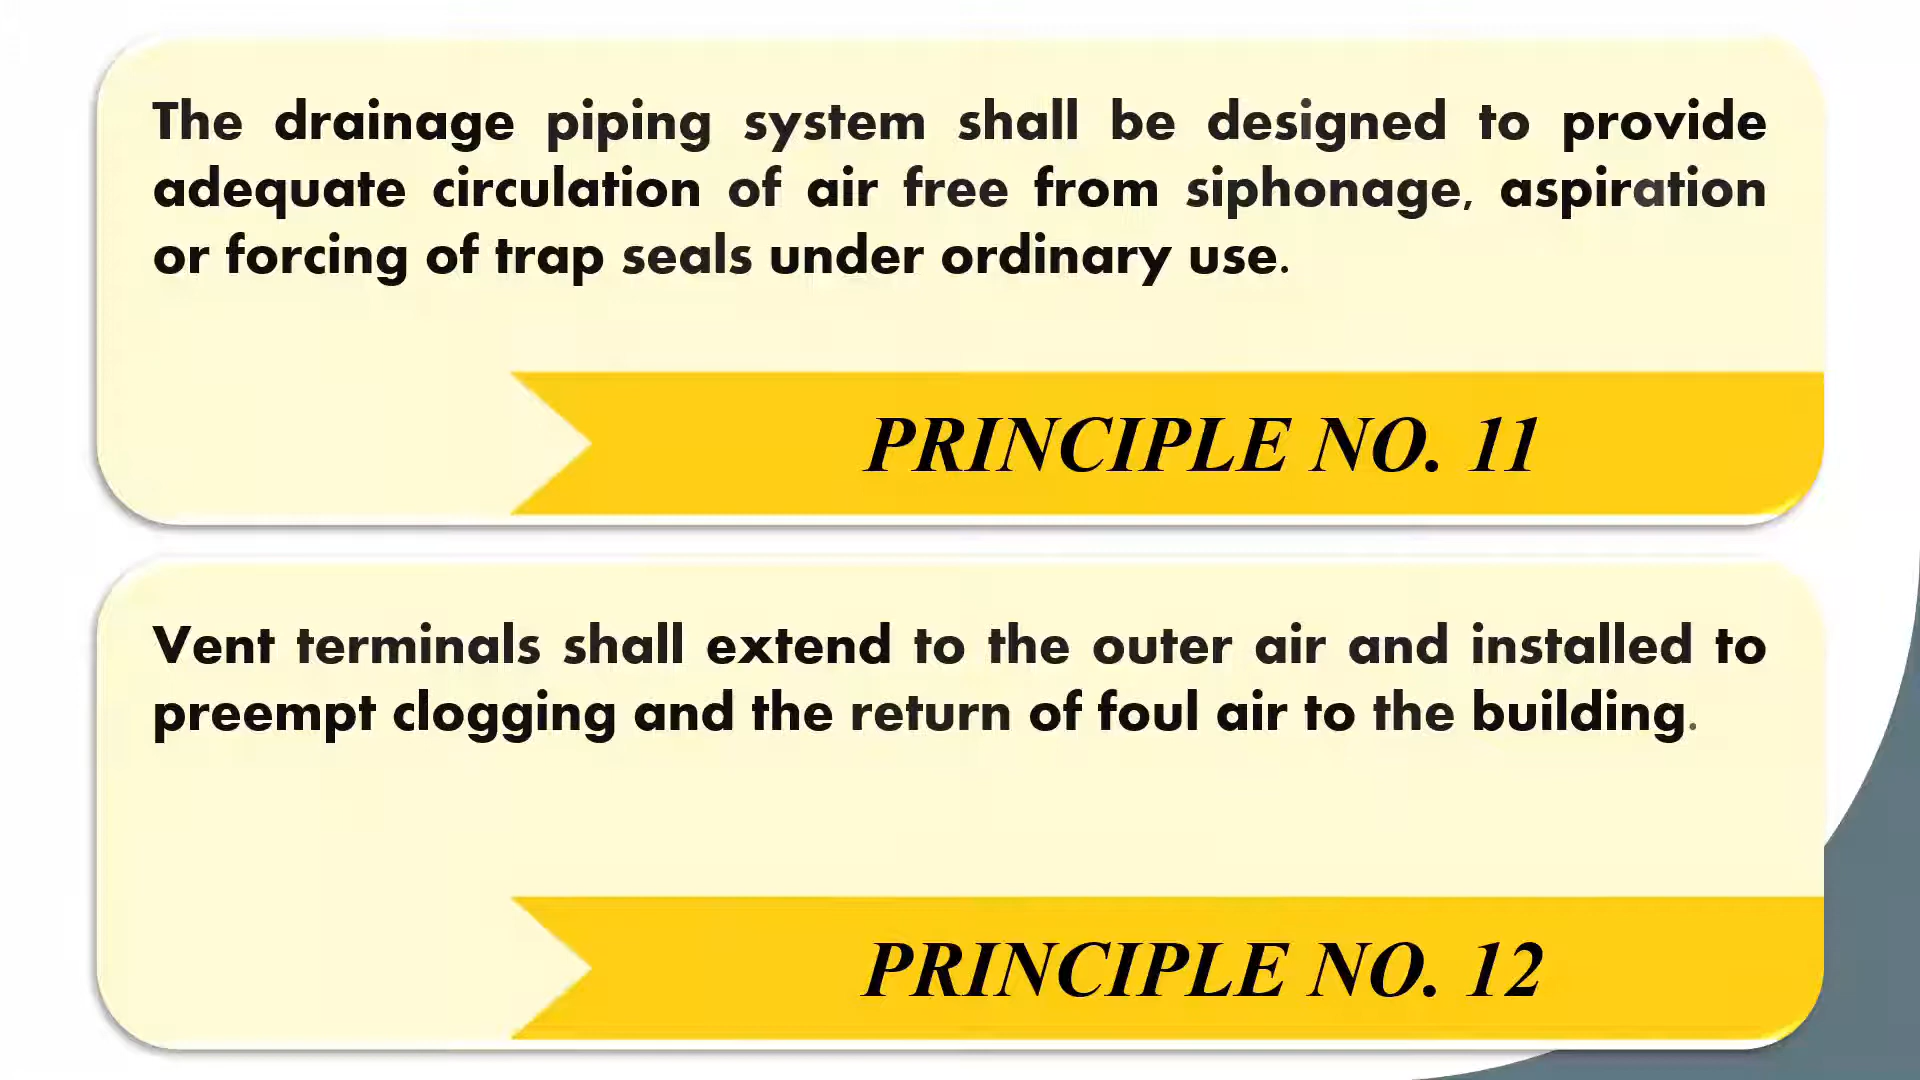 The drainage piping system shall be designed to provide
adequate circulation of air free from siphonage, aspiration
or forcing of trap seals under ordinary use.
PRINCIPLE NO. 11
Vent terminals shall extend to the outer air and installed to
preempt clogging and the return of foul air to the building.
PRINCIPLE NO. 12